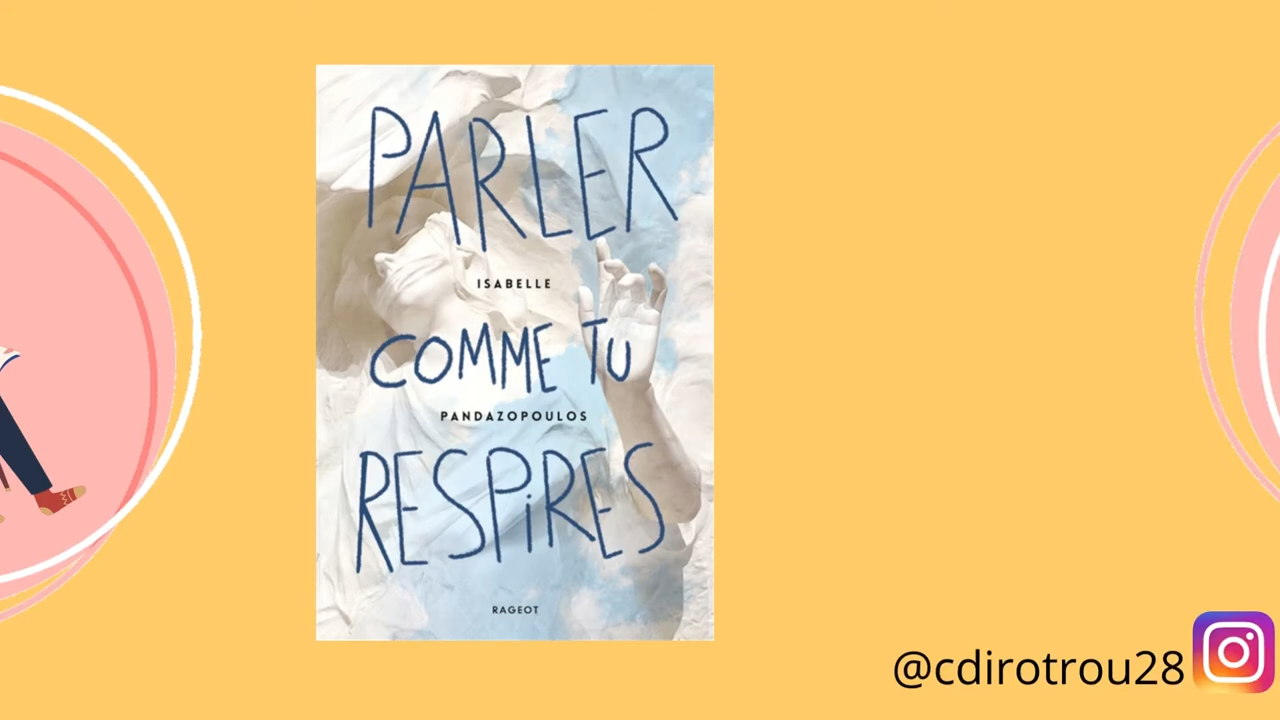 PARLER
ISABELLE
COMME TU
PANDAZOPOULOS
RESPiRES
RAGEOT
@cdirotrou28